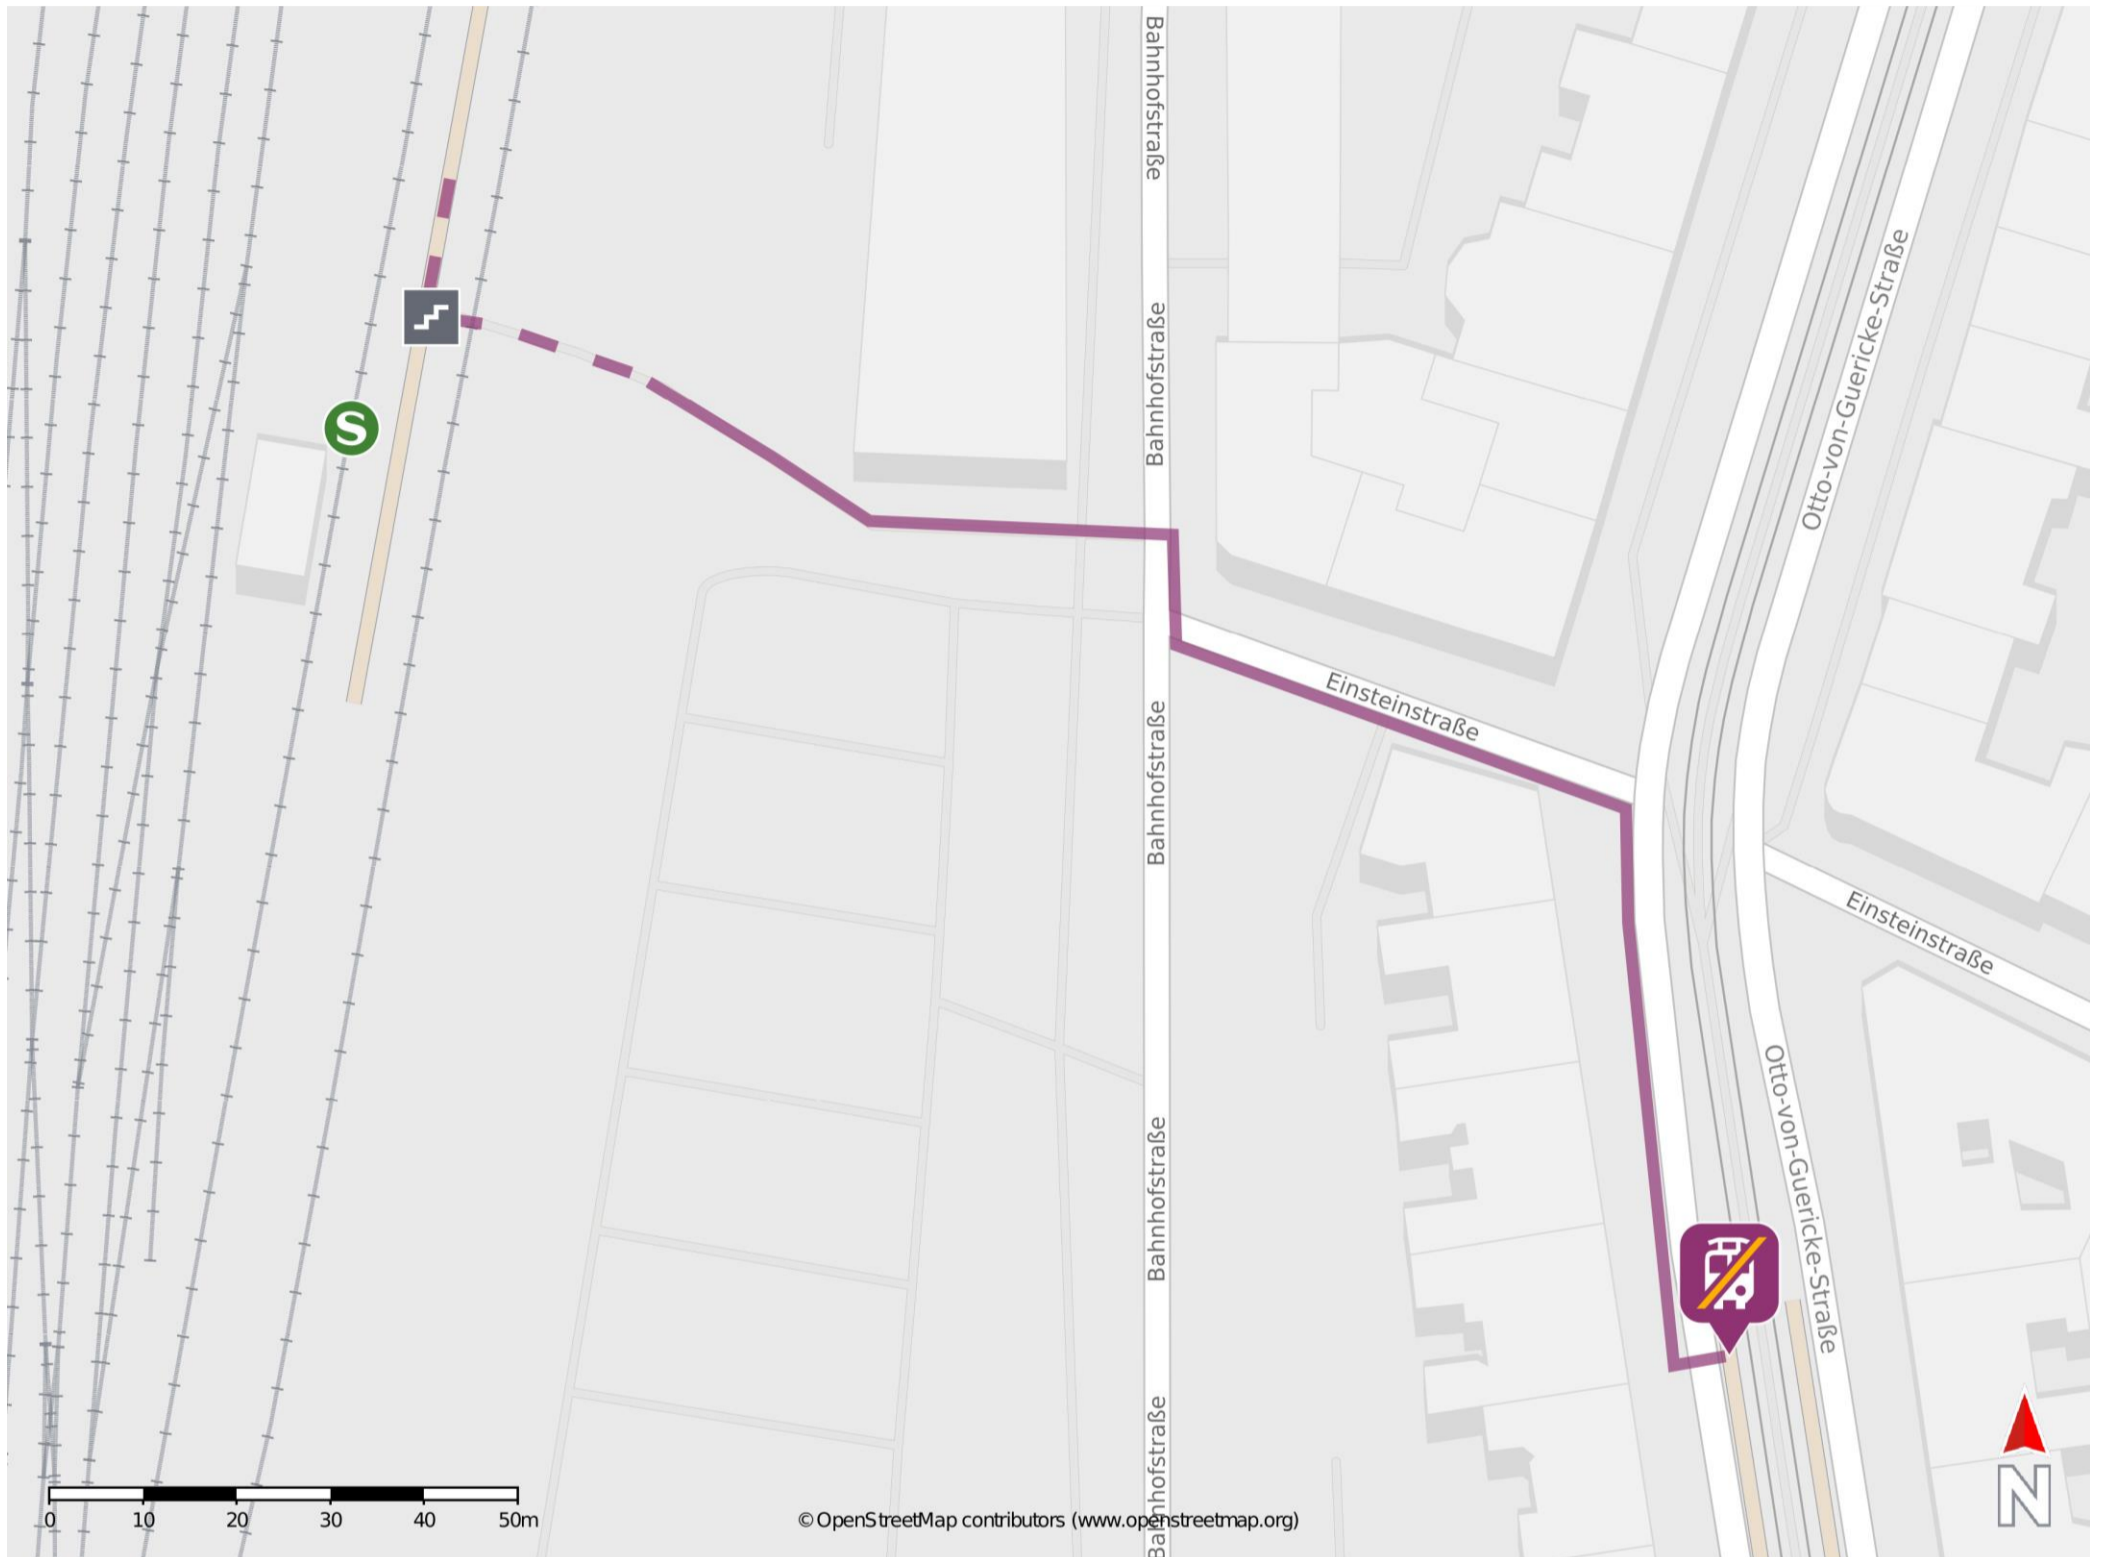 Bahnhofstraße
Otto-von-Guericke-Straße
Bahnhofstraße
S
Einsteinstraße
Bahnhofstraße
Einsteinstraße
Otto-von-Guericke-Straße
Bahnhofstraße
Bahnhofstraße
N
0 10 20 30 40 50m
© OpenStreetMap contributors (www.openstreetmap.org)